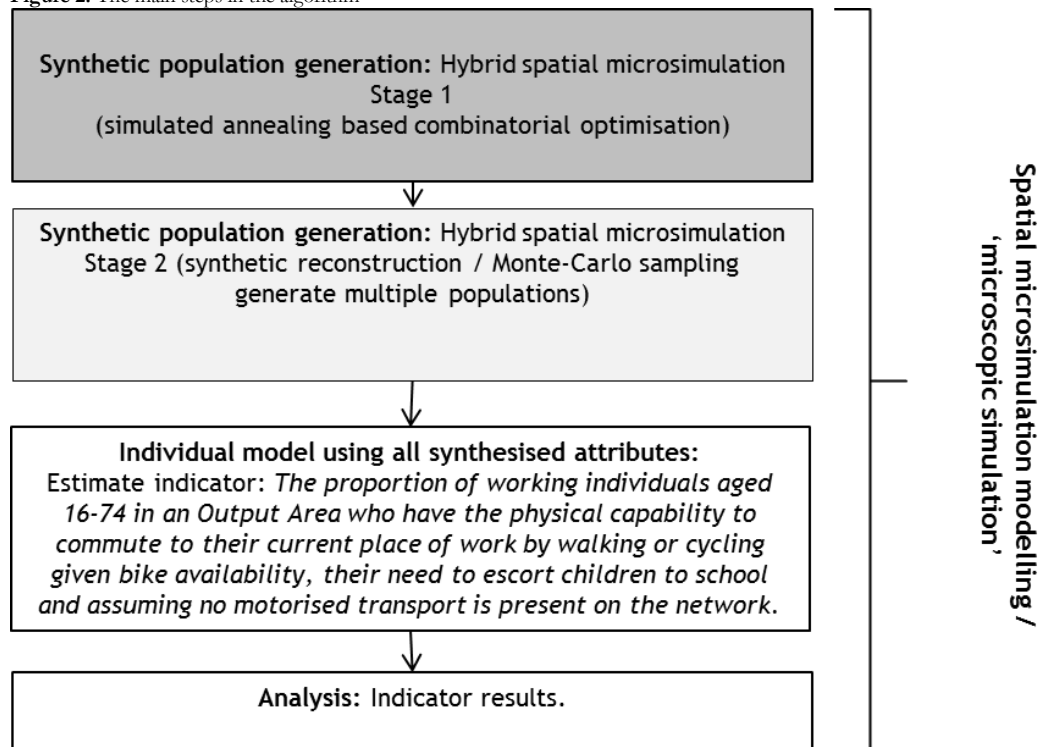 Figure 2. The main steps in the algorithm
Synthetic population generation: Hybrid spatial microsimulation
Stage 1
(simulated annealing based combinatorial optimisation)
Synthetic population generation: Hybrid spatial microsimulation
Stage 2 (synthetic reconstruction / Monte-Carlo sampling
generate multiple populations)
Individual model using all synthesised attributes:
Estimate indicator: The proportion of working individuals aged
16-74 in an Output Area who have the physical capability to
commute to their current place of work by walking or cycling
given bike availability, their need to escort children to school
and assuming no motorised transport is present on the network.
Analysis: Indicator results.
Spatial microsimulation modelling /
‘microscopic simulation’